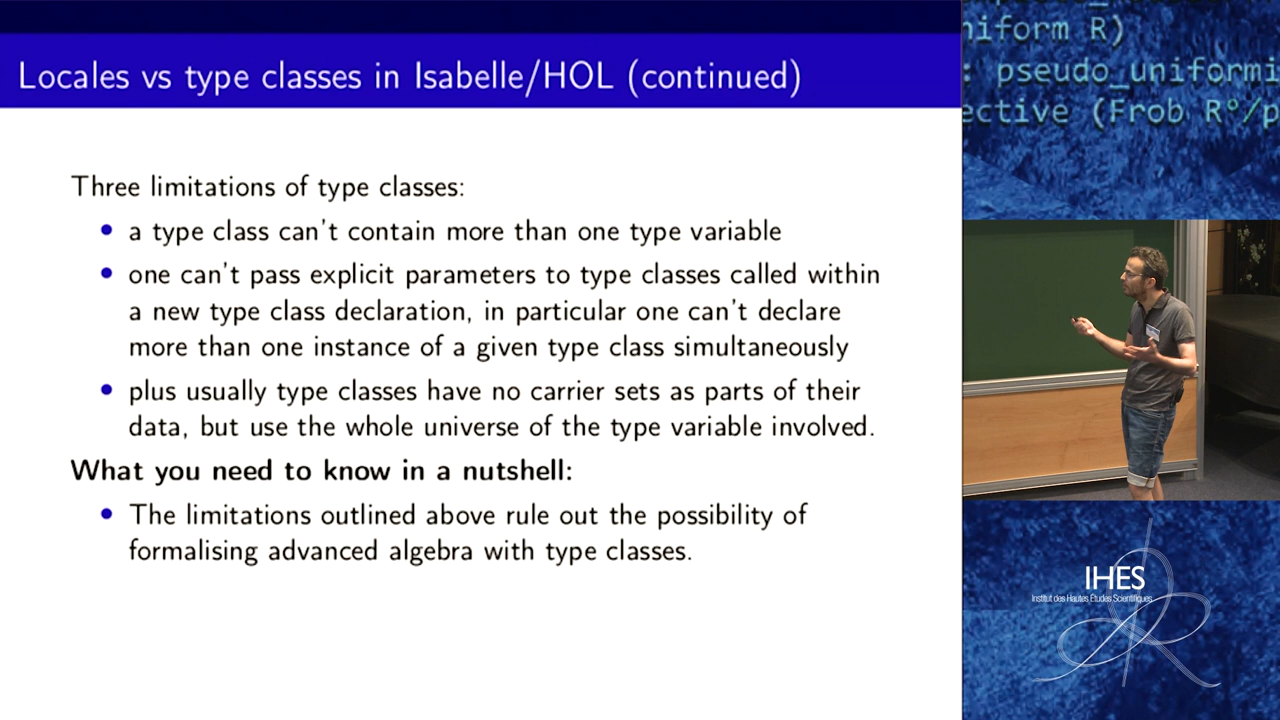 Locales vs type classes in Isabelle/HOL (continued)
Three limitations of type classes:
• a type class can't contain more than one type variable
• one can't pass explicit parameters to type classes called within
a new type class declaration, in particular one can't declare
more than one instance of a given type class simultaneously
• plus usually type classes have no carrier sets as parts of their
data, but use the whole universe of the type variable involved.
What you need to know in a nutshell:
• The limitations outlined above rule out the possibility of
formalising advanced algebra with type classes.
niform R)
: pseudo_uniformi
ective (Frob R°/p
IHES
Institut des Hautes Études Scientifiques